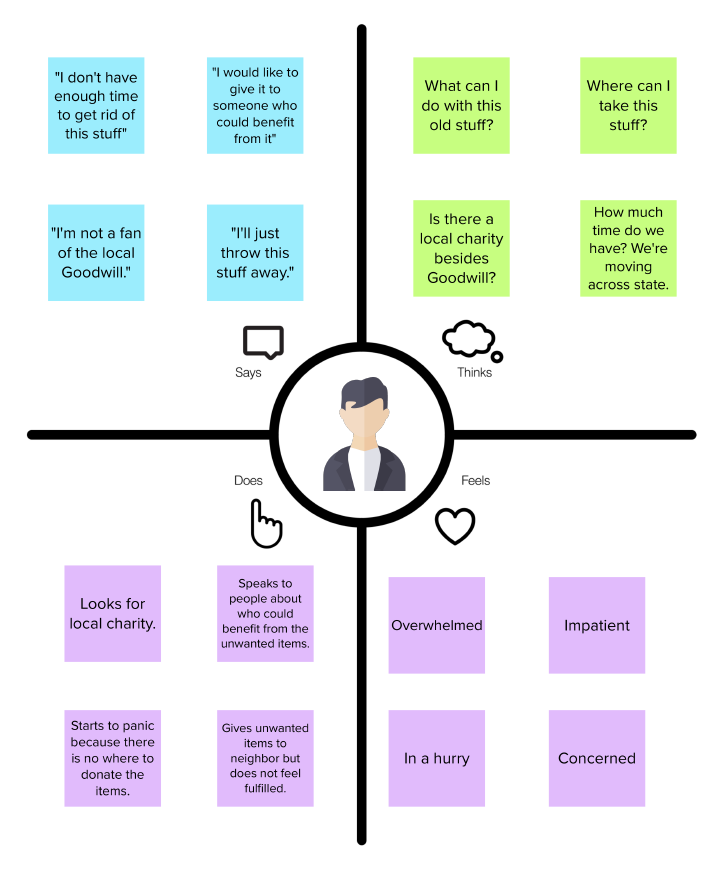 "I don't have
enough time
to get rid of
this stuff"
"I would like to
give it to
someone who
could benefit
from it"
"I'm not a fan
of the local
Goodwill."
"I'll just
throw this
stuff away."
Says
What can I
do with this
old stuff?
Where can I
take this
stuff?
Is there a
local charity
besides
Goodwill?
How much
time do we
have? We're
moving
across state.
Thinks
Does
Looks for
local charity.
Speaks to
people about
who could
benefit from the
unwanted items.
Starts to panic
because there
is no where to
donate the
items.
Gives unwanted
items to
neighbor but
does not feel
fulfilled.
Feels
Overwhelmed
Impatient
In a hurry
Concerned